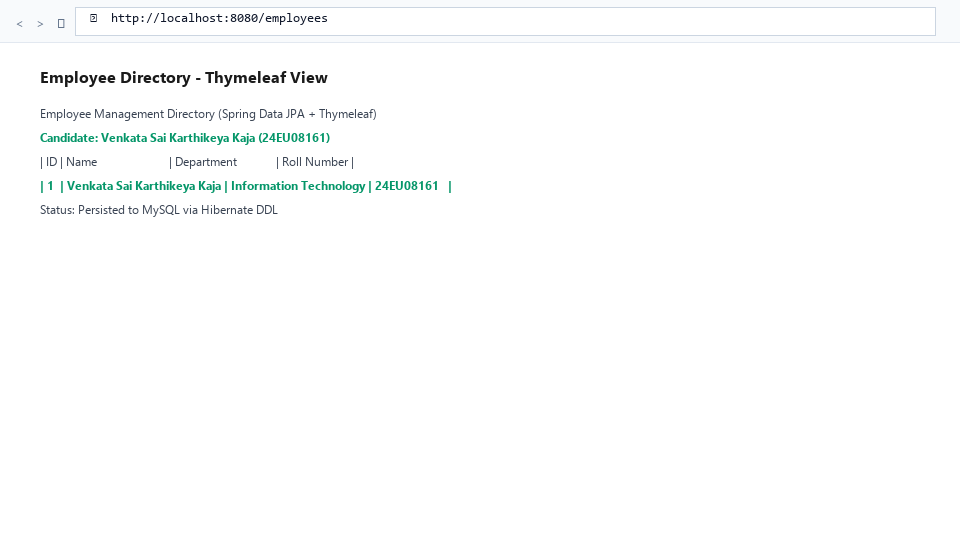 < > http://localhost:8080/employees
Employee Directory - Thymeleaf View
Employee Management Directory (Spring Data JPA + Thymeleaf)
Candidate: Venkata Sai Karthikeya Kaja (24EU08161)
| ID | Name | Department | Roll Number |
| 1 | Venkata Sai Karthikeya Kaja | Information Technology | 24EU08161 |
Status: Persisted to MySQL via Hibernate DDL